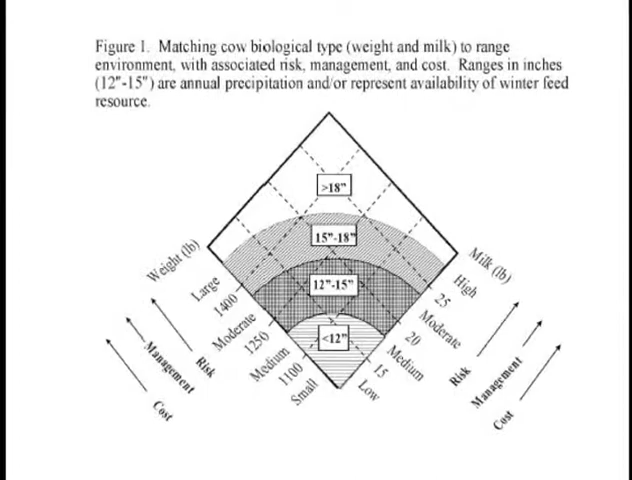 Figure 1. Matching cow biological type (weight and milk) to range
environment, with associated risk, management, and cost. Ranges in inches
(12"-15") are annual precipitation and/or represent availability of winter feed
resource.
>18"
15"-18"
12"-15"
<12"
Weight (lb)
Large
1400
Moderate
1250
Medium
1100
Small
Risk
Management
Cost
Milk (lb)
High
25
Moderate
20
Medium
15
Low
Risk
Management
Cost